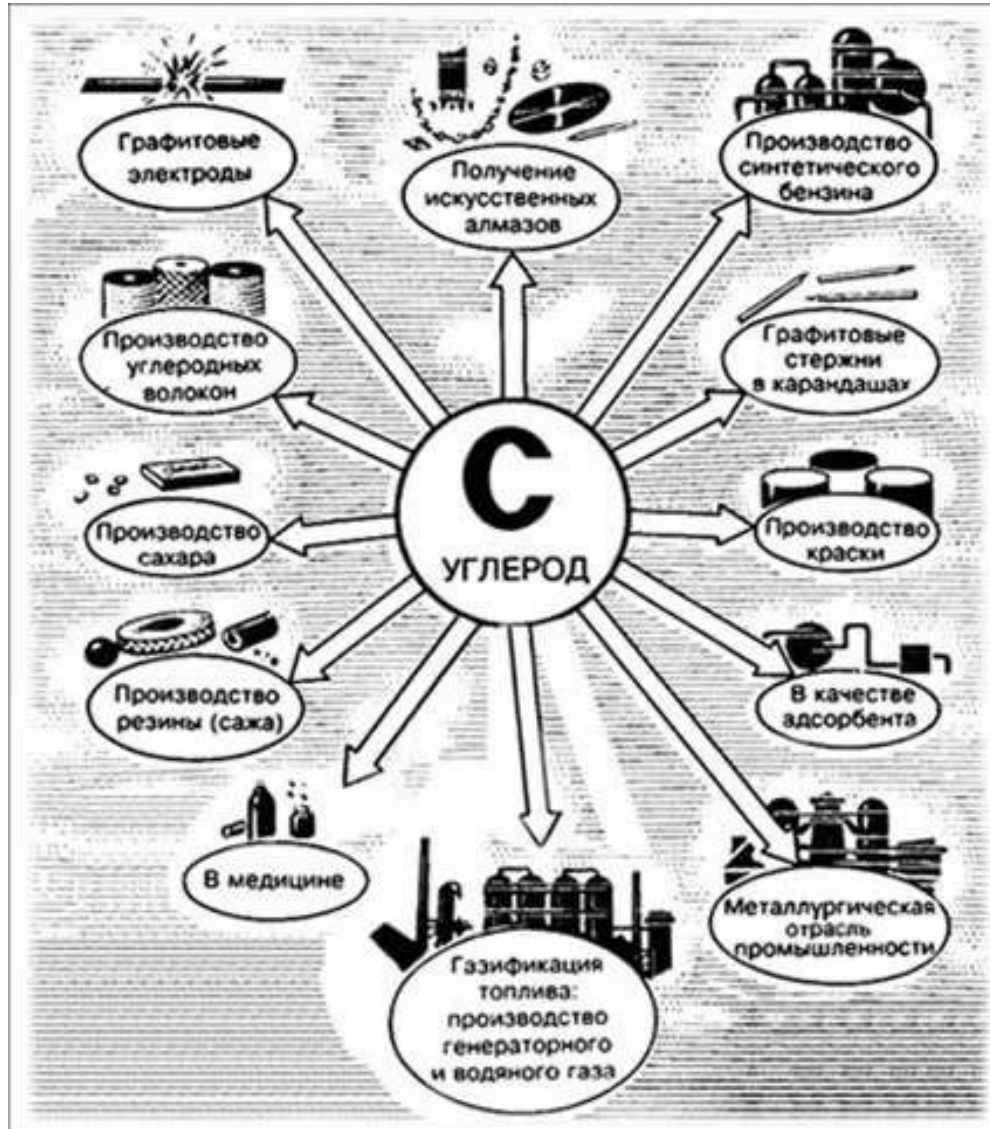 Графитовые
электроды
Получение
искусственных
алмазов
Производство
синтетического
бензина
Производство
углеродных
волокон
Графитовые
стержни
в карандашах
С
УГЛЕРОД
Производство
сахара
Производство
краски
Производство
резины (сажа)
В качестве
адсорбента
В медицине
Металлургическая
отрасль
промышленности
Газификация
топлива:
производство
генераторного
и водяного газа